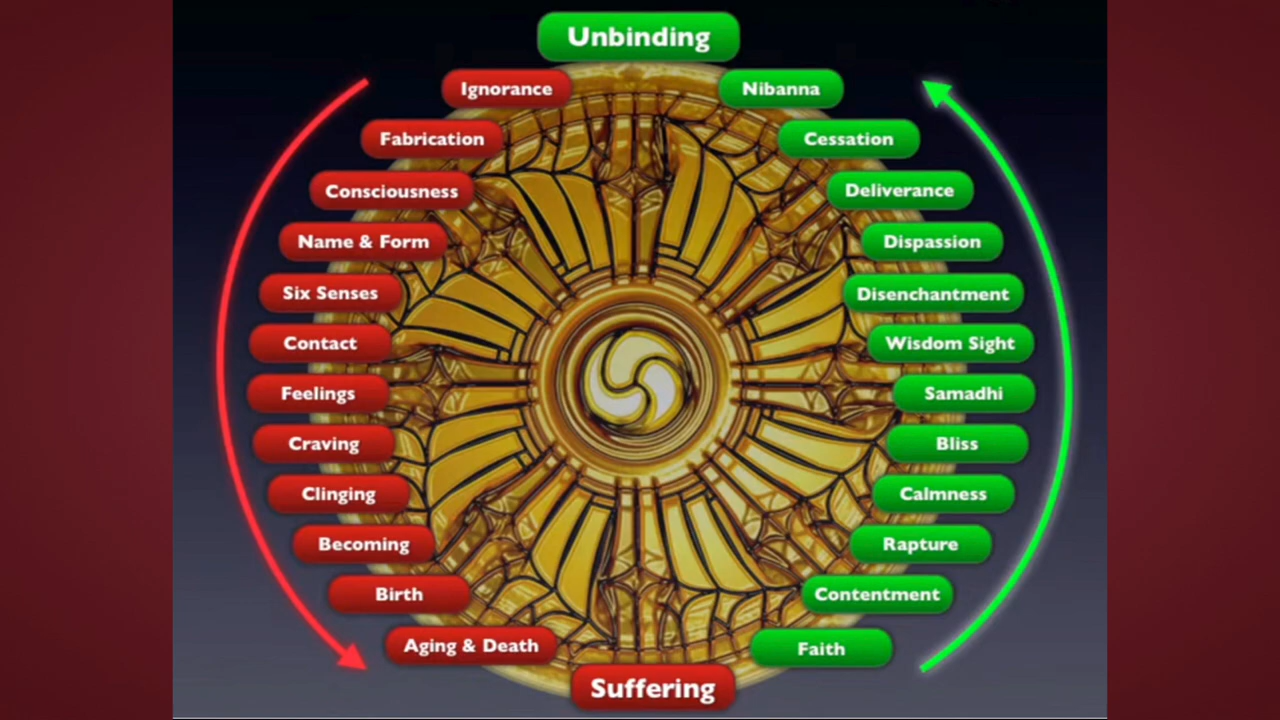 Unbinding
Ignorance
Nibanna
Fabrication
Cessation
Consciousness
Deliverance
Name & Form
Dispassion
Six Senses
Disenchantment
Contact
Wisdom Sight
Feelings
Samadhi
Craving
Bliss
Clinging
Calmness
Becoming
Rapture
Birth
Contentment
Aging & Death
Faith
Suffering